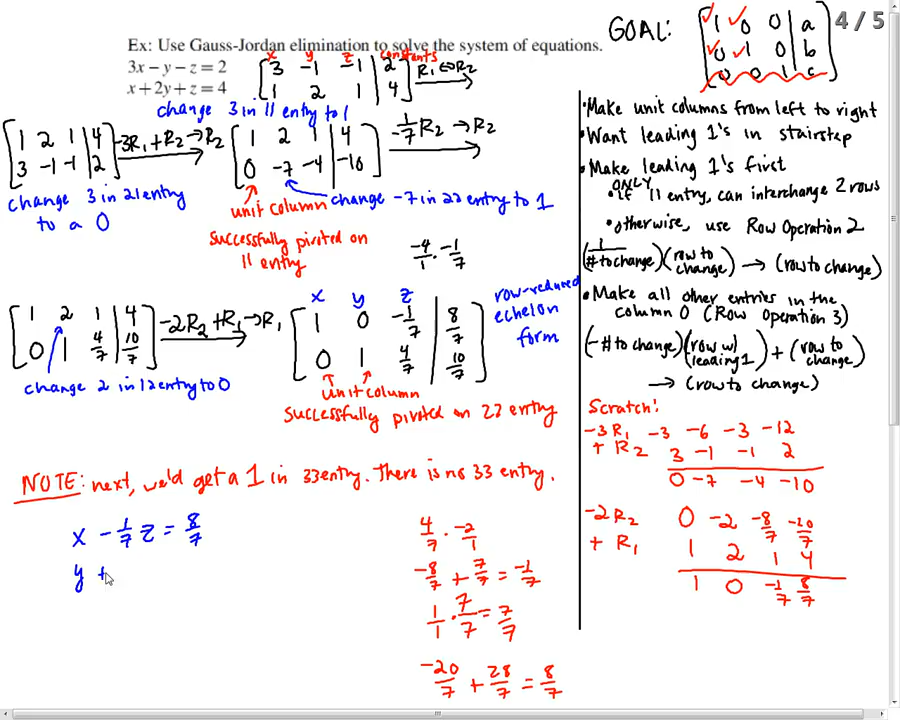 Ex: Use Gauss-Jordan elimination to solve the system of equations.
3x − y − z = 2
x + 2y + z = 4
x y z constants
3 -1 -1 | 2
1 2 1 | 4
R1 ↔ R2
change 3 in 11 entry to 1
1 2 1 | 4
3 -1 -1 | 2
-3R1 + R2 → R2
1 2 1 | 4
0 -7 -4 | -10
-1/7 R2 → R2
change 3 in 21 entry
to a 0
unit column
change -7 in 22 entry to 1
Successfully pivoted on
11 entry
-4/1 · -1/7
1 2 1 | 4
0 1 4/7 | 10/7
-2R2 + R1 → R1
x y z
1 0 -1/7 | 8/7
0 1 4/7 | 10/7
row-reduced
echelon
form
change 2 in 12 entry to 0
unit column
Successfully pivoted on 22 entry
NOTE: next, we'd get a 1 in 33 entry. There is no 33 entry.
x - 1/7 z = 8/7
y +
4/7 · -2/1
-8/7 + 7/7 = -1/7
1/1 · 7/7 = 7/7
-20/7 + 28/7 = 8/7
GOAL:
1 0 0 | a
0 1 0 | b
0 0 1 | c
4 / 5
• Make unit columns from left to right
• Want leading 1's in stairstep
• Make leading 1's first
ONLY
• If 11 entry, can interchange 2 rows
• otherwise, use Row Operation 2
(1/# to change)(row to change) → (row to change)
• Make all other entries in the
column 0 (Row Operation 3)
(-# to change)(row w/ leading 1) + (row to change)
→ (row to change)
Scratch:
-3R1 -3 -6 -3 -12
+ R2 3 -1 -1 2
0 -7 -4 -10
-2R2 0 -2 -8/7 -20/7
+ R1 1 2 1 4
1 0 -1/7 8/7